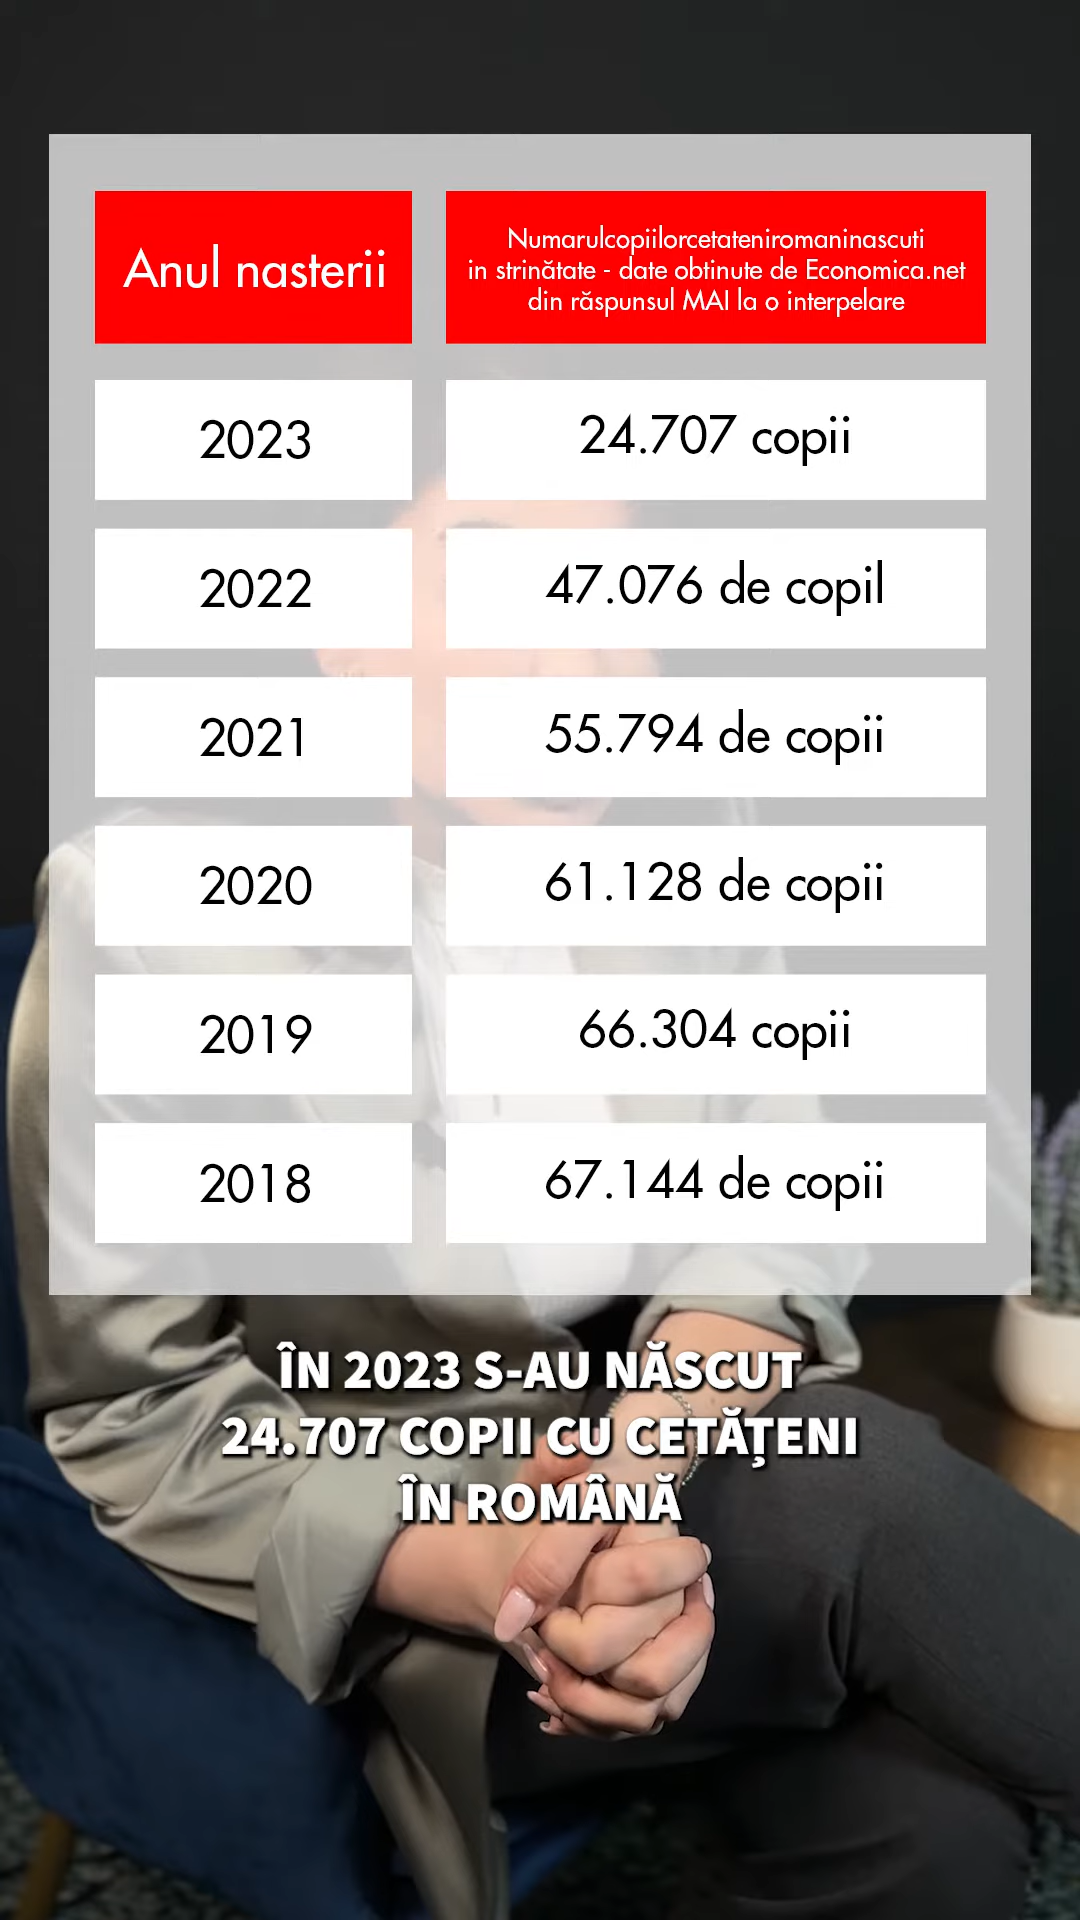 Anul nasterii
Numarulcopiilorcetateniromaninascuti
in strinătate - date obtinute de Economica.net
din răspunsul MAI la o interpelare
2023
24.707 copii
2022
47.076 de copil
2021
55.794 de copii
2020
61.128 de copii
2019
66.304 copii
2018
67.144 de copii
ÎN 2023 S-AU NĂSCUT
24.707 COPII CU CETĂȚENI
ÎN ROMÂNĂ